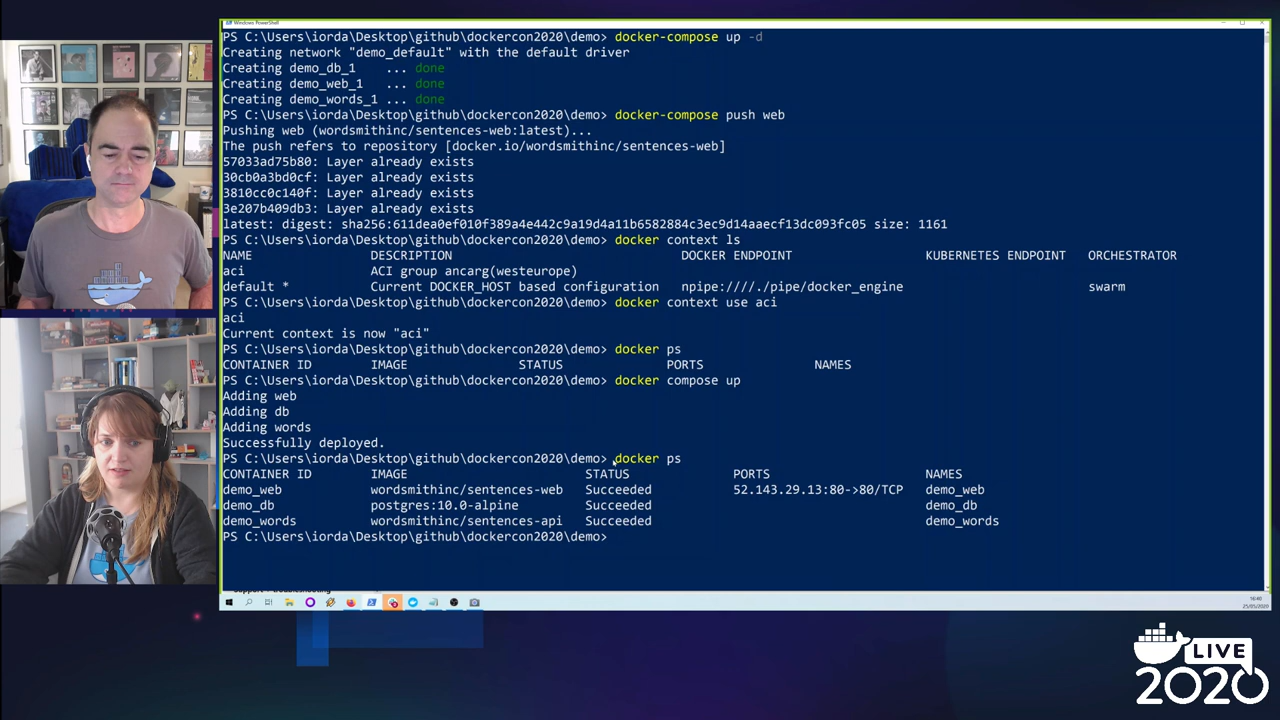 Windows PowerShell
PS C:\Users\iorda\Desktop\github\dockercon2020\demo> docker-compose up -d
Creating network "demo_default" with the default driver
Creating demo_db_1    ... done
Creating demo_web_1   ... done
Creating demo_words_1 ... done
PS C:\Users\iorda\Desktop\github\dockercon2020\demo> docker-compose push web
Pushing web (wordsmithinc/sentences-web:latest)...
The push refers to repository [docker.io/wordsmithinc/sentences-web]
57033ad75b80: Layer already exists
30cb0a3bd0cf: Layer already exists
3810cc0c140f: Layer already exists
3e207b409db3: Layer already exists
latest: digest: sha256:611dea0ef010f389a4e442c9a19d4a11b6582884c3ec9d14aaecf13dc093fc05 size: 1161
PS C:\Users\iorda\Desktop\github\dockercon2020\demo> docker context ls
NAME DESCRIPTION DOCKER ENDPOINT KUBERNETES ENDPOINT ORCHESTRATOR
aci ACI group ancarg(westeurope)
default * Current DOCKER_HOST based configuration npipe:////./pipe/docker_engine swarm
PS C:\Users\iorda\Desktop\github\dockercon2020\demo> docker context use aci
aci
Current context is now "aci"
PS C:\Users\iorda\Desktop\github\dockercon2020\demo> docker ps
CONTAINER ID IMAGE STATUS PORTS NAMES
PS C:\Users\iorda\Desktop\github\dockercon2020\demo> docker compose up
Adding web
Adding db
Adding words
Successfully deployed.
PS C:\Users\iorda\Desktop\github\dockercon2020\demo> docker ps
CONTAINER ID IMAGE STATUS PORTS NAMES
demo_web wordsmithinc/sentences-web Succeeded 52.143.29.13:80->80/TCP demo_web
demo_db postgres:10.0-alpine Succeeded demo_db
demo_words wordsmithinc/sentences-api Succeeded demo_words
PS C:\Users\iorda\Desktop\github\dockercon2020\demo>
16:40
25/05/2020
LIVE
2020